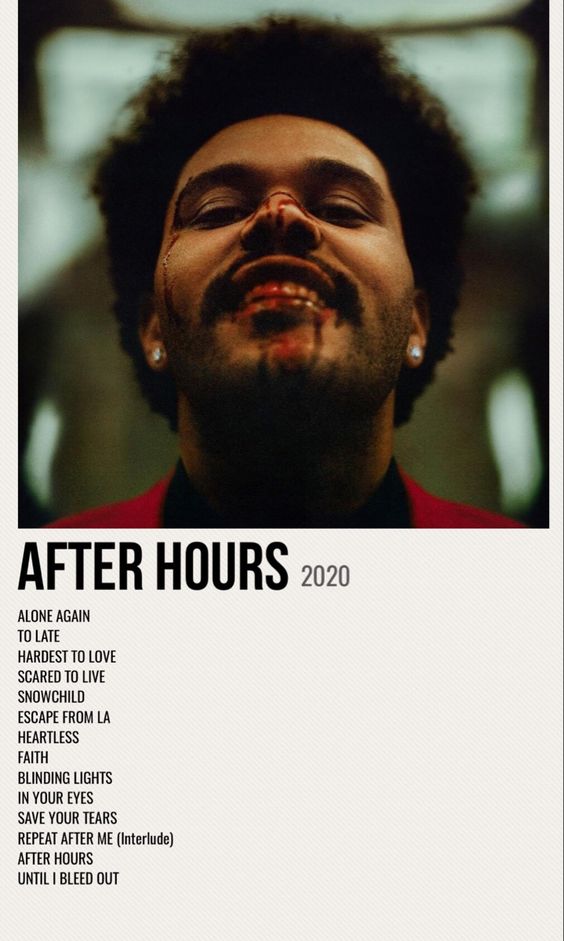 AFTER HOURS 2020
ALONE AGAIN
TO LATE
HARDEST TO LOVE
SCARED TO LIVE
SNOWCHILD
ESCAPE FROM LA
HEARTLESS
FAITH
BLINDING LIGHTS
IN YOUR EYES
SAVE YOUR TEARS
REPEAT AFTER ME (Interlude)
AFTER HOURS
UNTIL I BLEED OUT